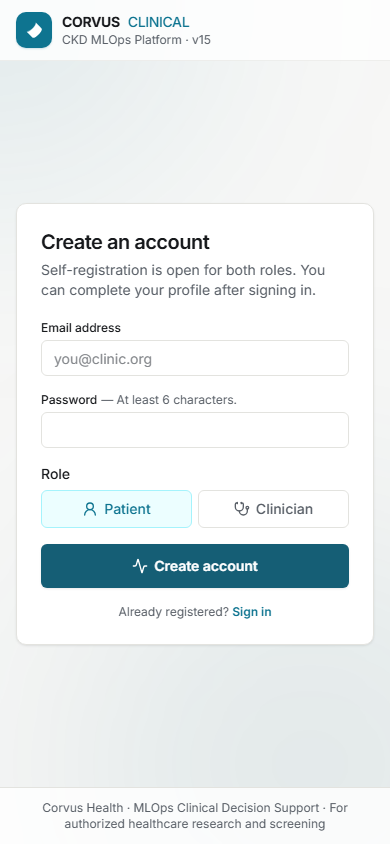 CORVUS CLINICAL
CKD MLOps Platform · v15
Create an account
Self-registration is open for both roles. You
can complete your profile after signing in.
Email address
you@clinic.org
Password — At least 6 characters.
Role
Patient
Clinician
Create account
Already registered? Sign in
Corvus Health · MLOps Clinical Decision Support · For
authorized healthcare research and screening